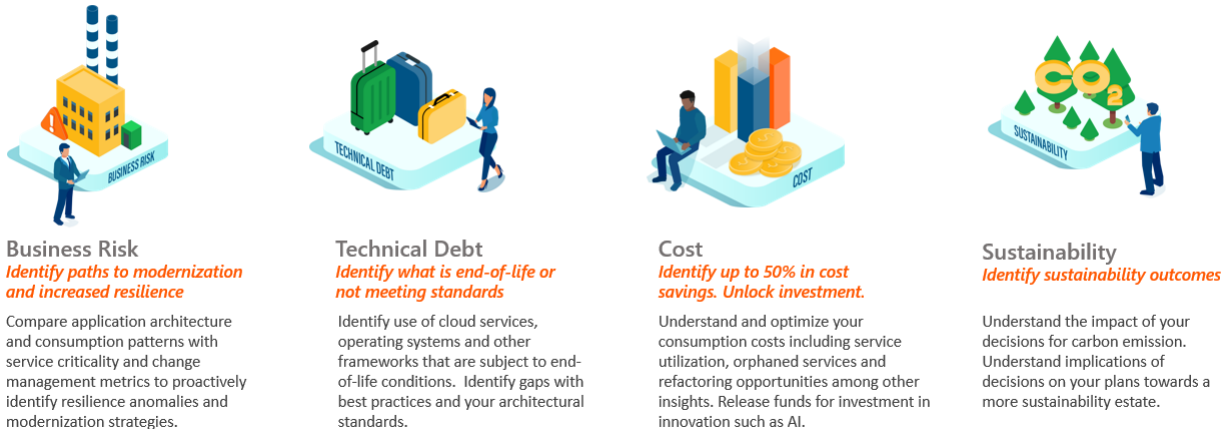 BUSINESS RISK
Business Risk
Identify paths to modernization
and increased resilience
Compare application architecture
and consumption patterns with
service criticality and change
management metrics to proactively
identify resilience anomalies and
modernization strategies.
TECHNICAL DEBT
Technical Debt
Identify what is end-of-life or
not meeting standards
Identify use of cloud services,
operating systems and other
frameworks that are subject to end-
of-life conditions.  Identify gaps with
best practices and your architectural
standards.
COST
Cost
Identify up to 50% in cost
savings. Unlock investment.
Understand and optimize your
consumption costs including service
utilization, orphaned services and
refactoring opportunities among other
insights. Release funds for investment in
innovation such as AI.
CO2
SUSTAINABILITY
Sustainability
Identify sustainability outcomes
Understand the impact of your
decisions for carbon emission.
Understand implications of
decisions on your plans towards a
more sustainability estate.